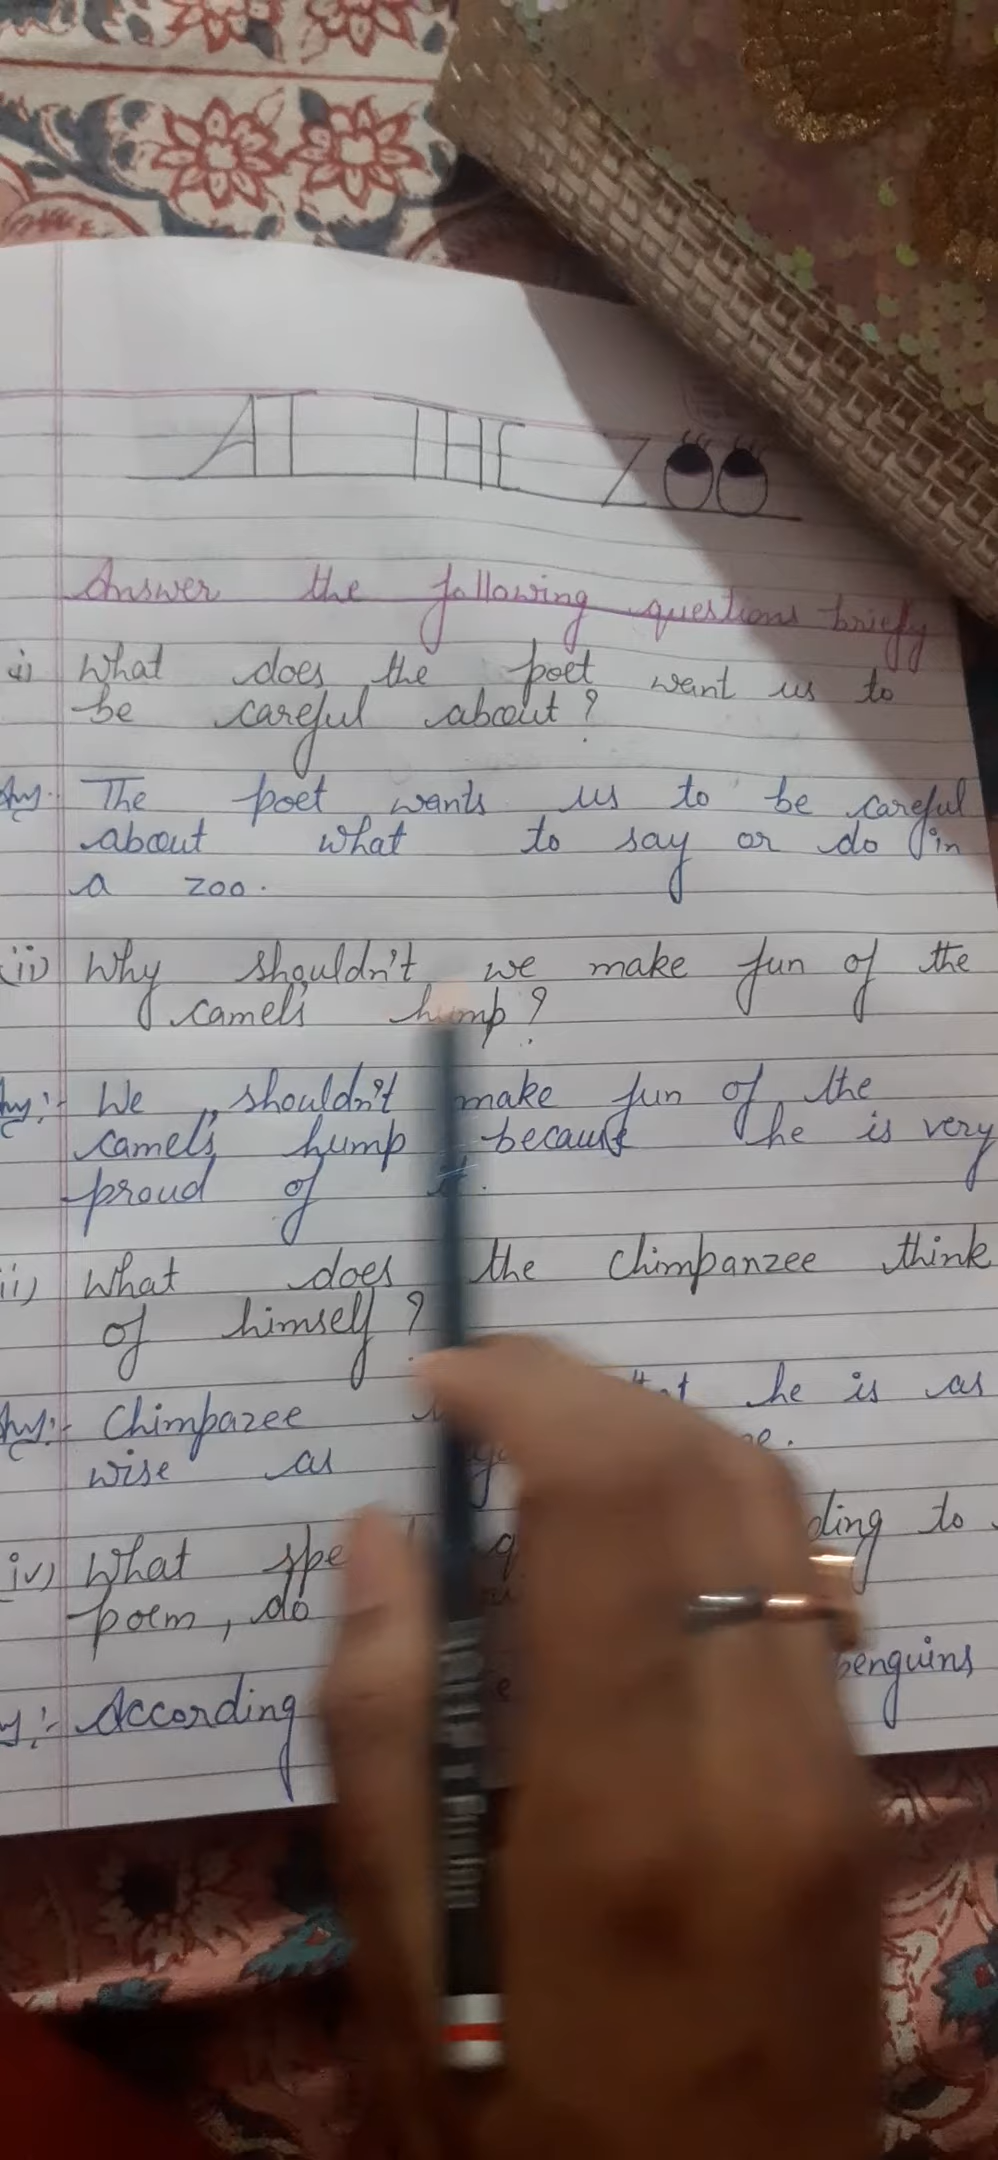 AT THE ZOO
Answer the following questions briefly
i) What does the poet want us to
be careful about?
Ans:- The poet wants us to be careful
about what to say or do in
a zoo.
ii) Why shouldn't we make fun of the
camel's hump?
Ans:- We shouldn't make fun of the
camel's hump because he is very
proud of it.
iii) What does the chimpanzee think
of himself?
Ans:- Chimpazee he is as
wise as
iv) What to
poem, do
According penguins